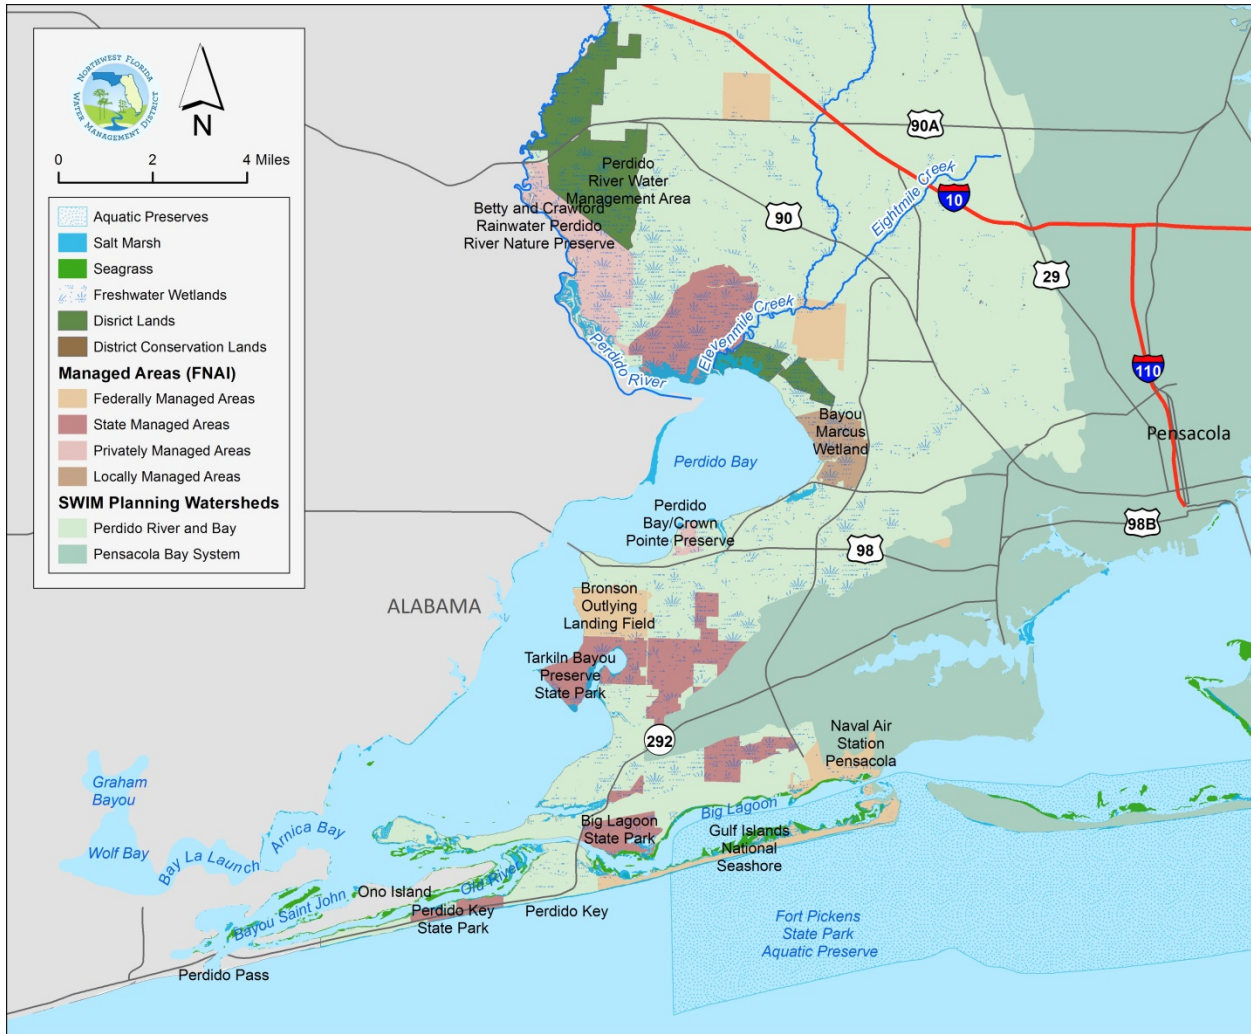 NORTHWEST FLORIDA
WATER MANAGEMENT DISTRICT
N
0 2 4 Miles
Aquatic Preserves
Salt Marsh
Seagrass
Freshwater Wetlands
District Lands
District Conservation Lands
Managed Areas (FNAI)
Federally Managed Areas
State Managed Areas
Privately Managed Areas
Locally Managed Areas
SWIM Planning Watersheds
Perdido River and Bay
Pensacola Bay System
90A
Perdido
River Water
Management Area
Betty and Crawford
Rainwater Perdido
River Nature Preserve
90
Eightmile Creek
10
29
Elevenmile Creek
Perdido River
110
Bayou
Marcus
Wetland
Pensacola
Perdido Bay
Perdido
Bay/Crown
Pointe Preserve
98B
98
ALABAMA
Bronson
Outlying
Landing Field
Tarkiln Bayou
Preserve
State Park
292
Naval Air
Station
Pensacola
Graham
Bayou
Wolf Bay
Bay La Launch
Arnica Bay
Big Lagoon
Big Lagoon
State Park
Gulf Islands
National
Seashore
Ono Island
Old River
Bayou Saint John
Perdido Key
State Park
Perdido Key
Fort Pickens
State Park
Aquatic Preserve
Perdido Pass